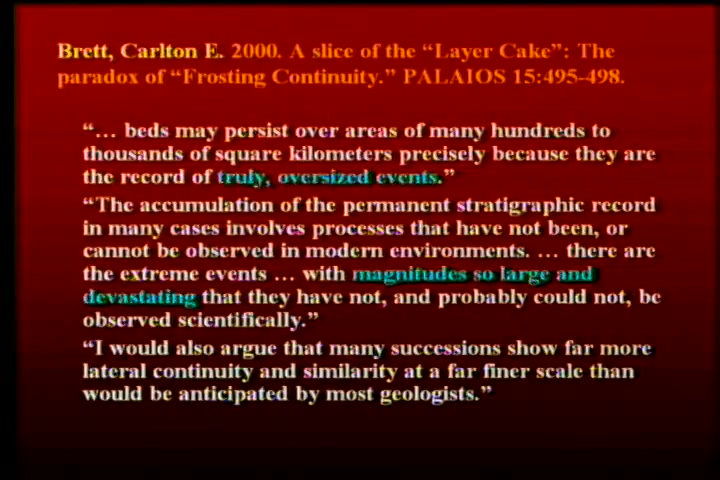 Brett, Carlton E. 2000. A slice of the “Layer Cake”: The
paradox of “Frosting Continuity.” PALAIOS 15:495-498.
“… beds may persist over areas of many hundreds to
thousands of square kilometers precisely because they are
the record of truly, oversized events.”
“The accumulation of the permanent stratigraphic record
in many cases involves processes that have not been, or
cannot be observed in modern environments. … there are
the extreme events … with magnitudes so large and
devastating that they have not, and probably could not, be
observed scientifically.”
“I would also argue that many successions show far more
lateral continuity and similarity at a far finer scale than
would be anticipated by most geologists.”